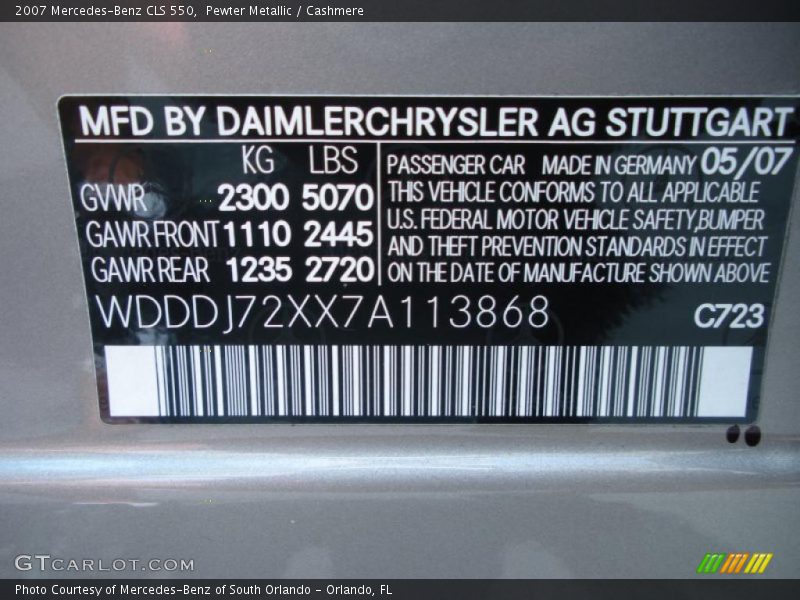 2007 Mercedes-Benz CLS 550,  Pewter Metallic / Cashmere
MFD BY DAIMLERCHRYSLER AG STUTTGART
KG LBS
GVWR 2300 5070
GAWR FRONT 1110 2445
GAWR REAR 1235 2720
PASSENGER CAR MADE IN GERMANY 05/07
THIS VEHICLE CONFORMS TO ALL APPLICABLE
U.S. FEDERAL MOTOR VEHICLE SAFETY, BUMPER
AND THEFT PREVENTION STANDARDS IN EFFECT
ON THE DATE OF MANUFACTURE SHOWN ABOVE
WDDDJ72XX7A113868
C723
GTCARLOT.COM
Photo Courtesy of Mercedes-Benz of South Orlando - Orlando, FL